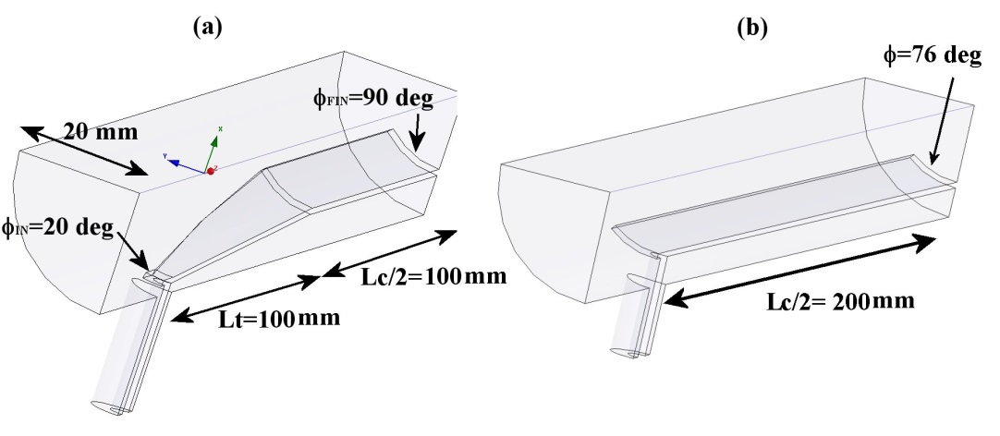 (a)
(b)
ϕ=76 deg
ϕFIN=90 deg
20 mm
X
Y
Z
ϕIN=20 deg
Lc/2=100mm
Lt=100mm
Lc/2= 200mm